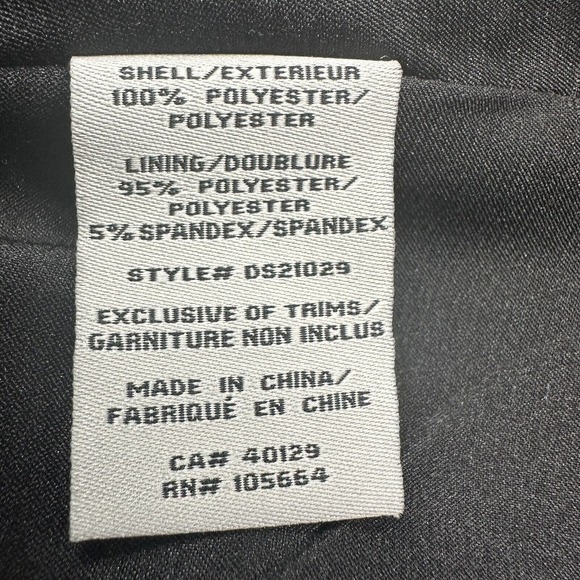 SHELL/EXTERIEUR
100% POLYESTER/
POLYESTER
LINING/DOUBLURE
95% POLYESTER/
POLYESTER
5% SPANDEX/SPANDEX
STYLE# DS21029
EXCLUSIVE OF TRIMS/
GARNITURE NON INCLUS
MADE IN CHINA/
FABRIQUÉ EN CHINE
CA# 40129
RN# 105664